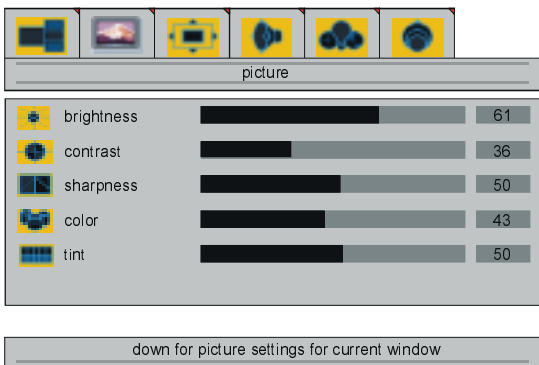 picture
brightness 61
contrast 36
sharpness 50
color 43
tint 50
down for picture settings for current window